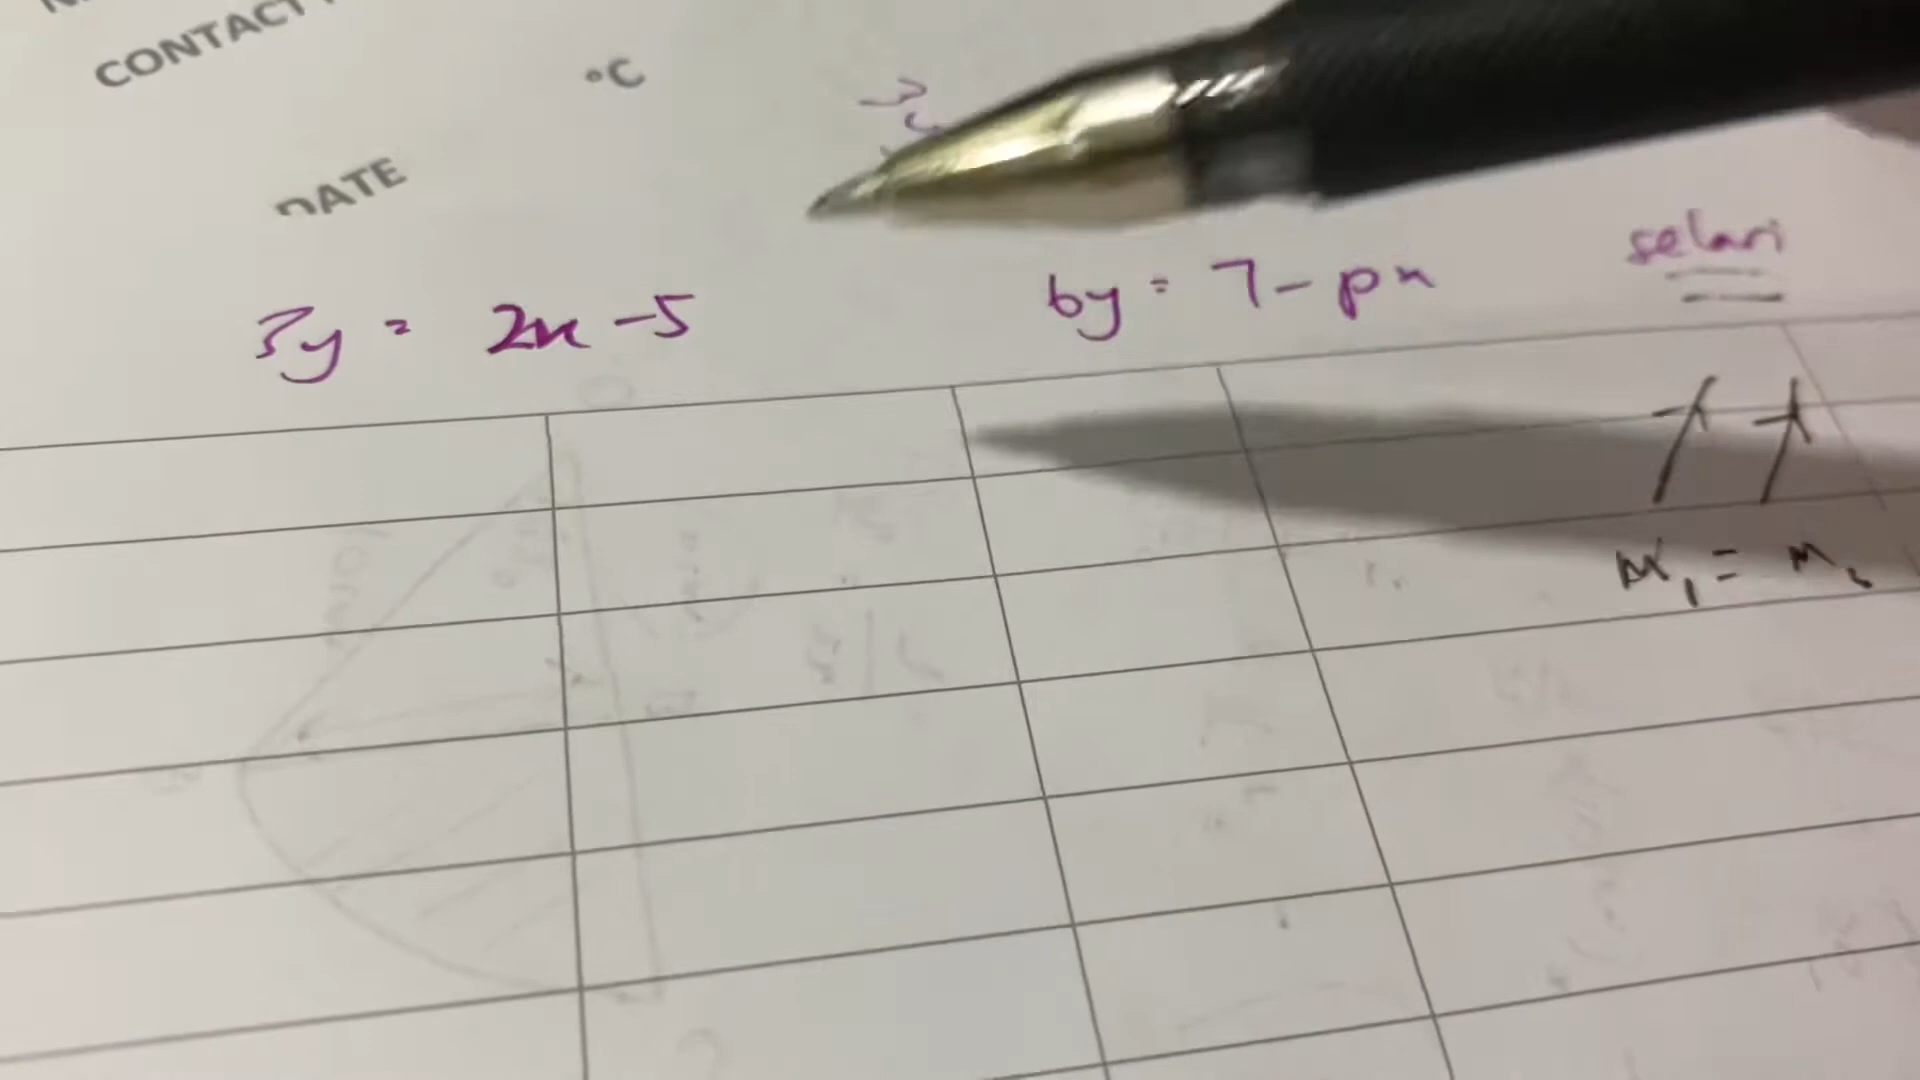 CONTACT
°C
DATE
3y = 2x - 5
6y = 7 - px
selari
M₁ = M₂